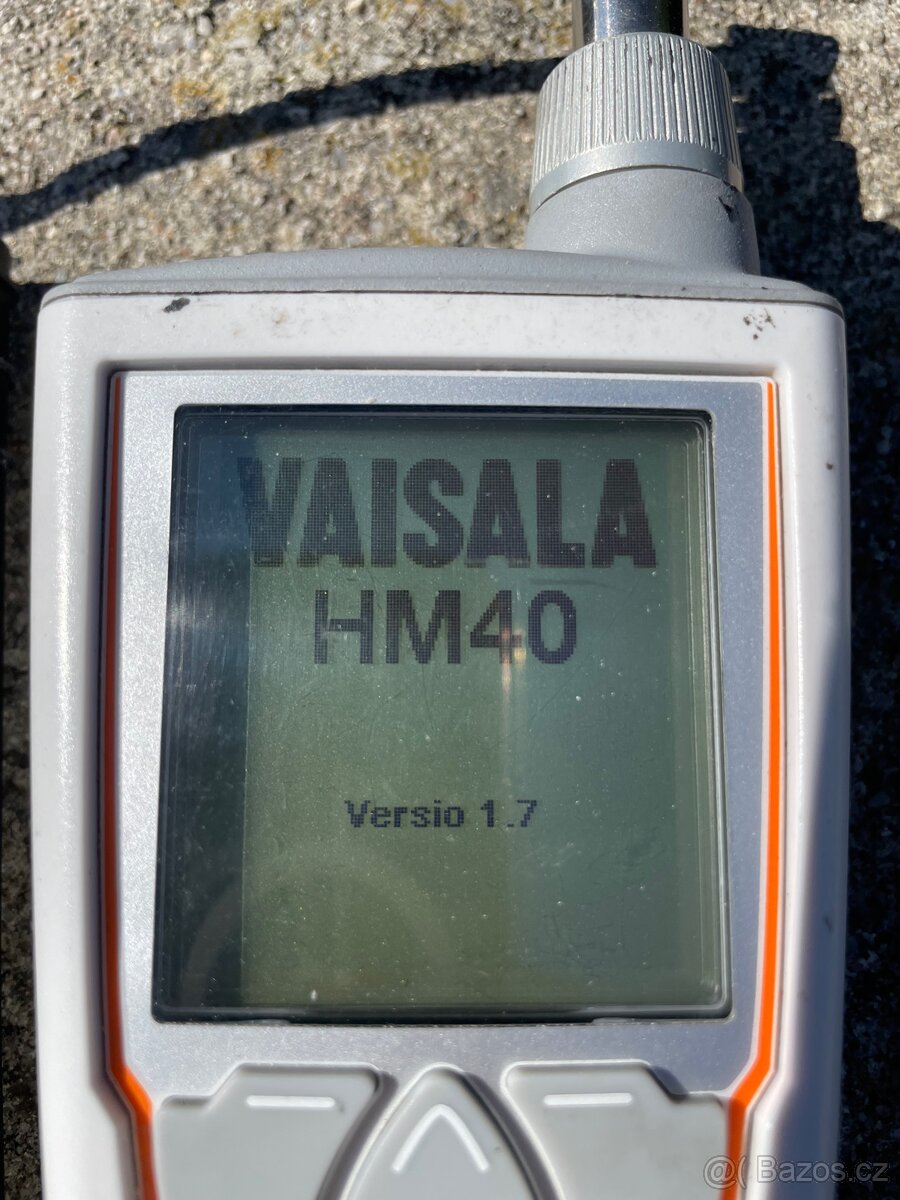 VAISALA
HM40
Versio 1.7
@( Bazos.cz